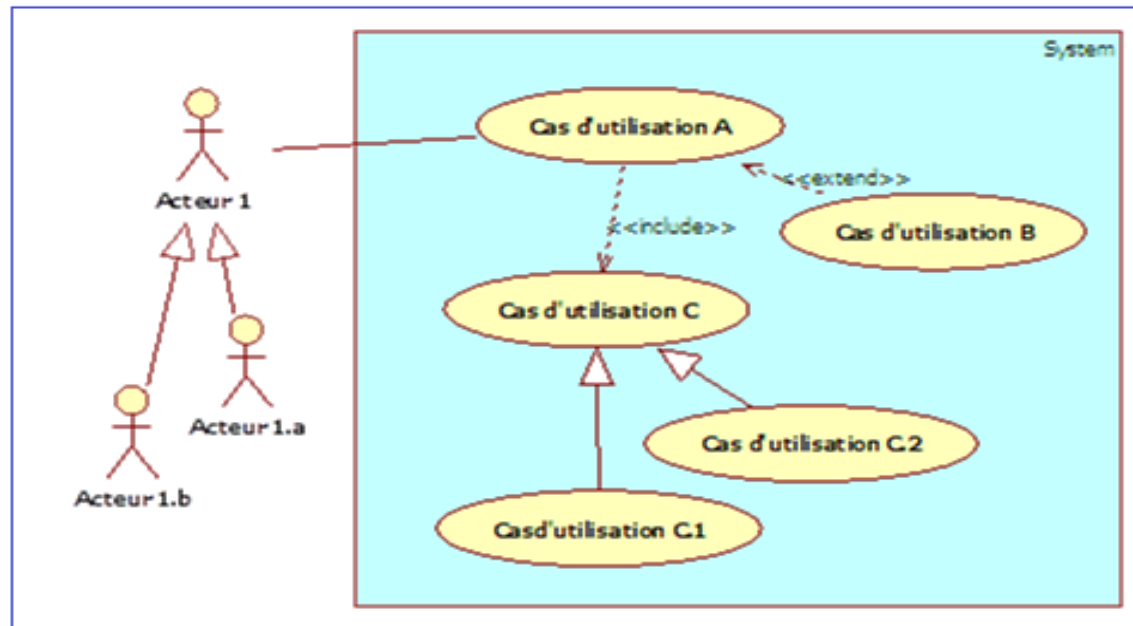 System
Cas d'utilisation A
<<extend>>
Acteur 1
<<include>>
Cas d'utilisation B
Cas d'utilisation C
Acteur 1.a
Cas d'utilisation C.2
Acteur 1.b
Casd'utilisation C.1